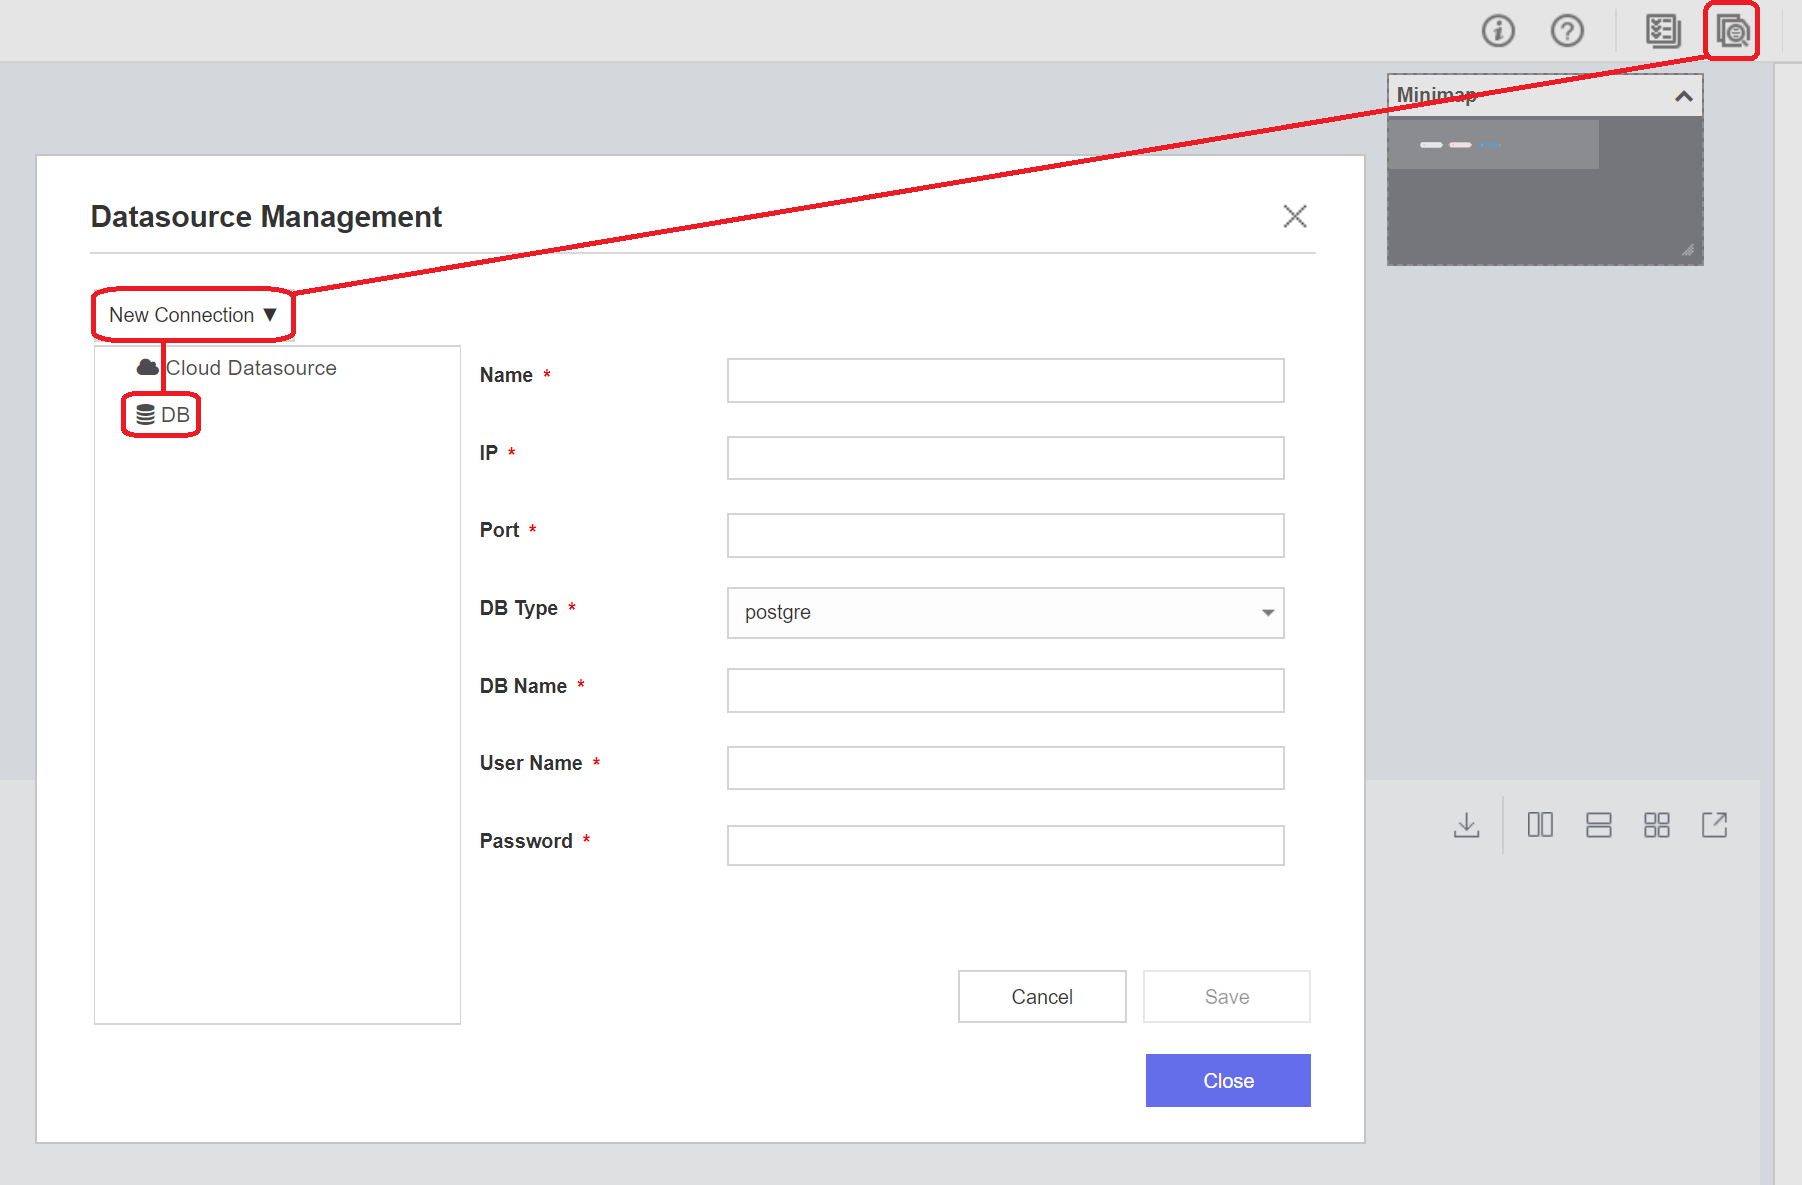 Minimap
Datasource Management
New Connection ▼
Cloud Datasource
DB
Name *
IP *
Port *
DB Type *
postgre
DB Name *
User Name *
Password *
Cancel
Save
Close